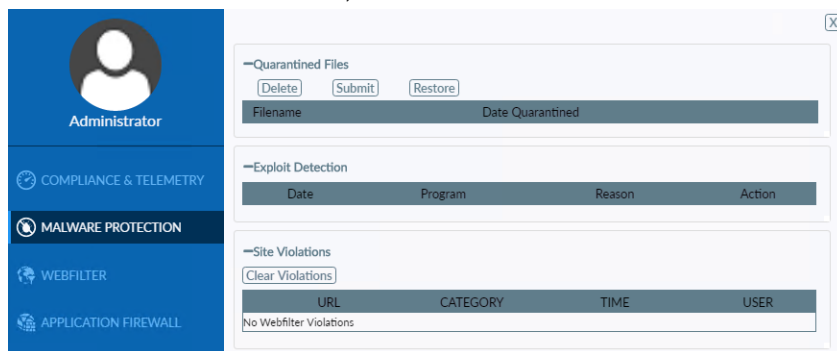 X
Administrator
COMPLIANCE & TELEMETRY
MALWARE PROTECTION
WEBFILTER
APPLICATION FIREWALL
Quarantined Files
Delete Submit Restore
Filename Date Quarantined
Exploit Detection
Date Program Reason Action
Site Violations
Clear Violations
URL CATEGORY TIME USER
No Webfilter Violations